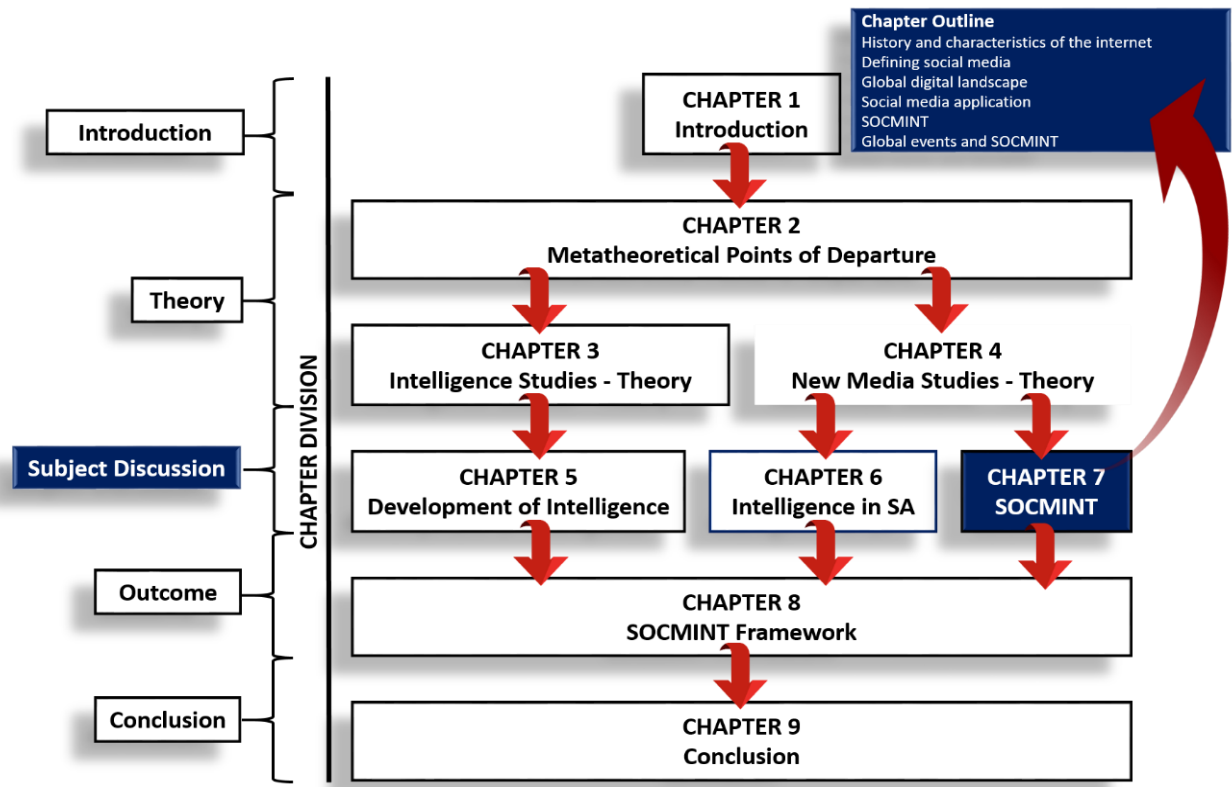 Chapter Outline
History and characteristics of the internet
Defining social media
Global digital landscape
Social media application
SOCMINT
Global events and SOCMINT
CHAPTER 1
Introduction
Introduction
CHAPTER 2
Metatheoretical Points of Departure
Theory
CHAPTER 3
Intelligence Studies - Theory
CHAPTER 4
New Media Studies - Theory
CHAPTER DIVISION
Subject Discussion
CHAPTER 5
Development of Intelligence
CHAPTER 6
Intelligence in SA
CHAPTER 7
SOCMINT
Outcome
CHAPTER 8
SOCMINT Framework
Conclusion
CHAPTER 9
Conclusion